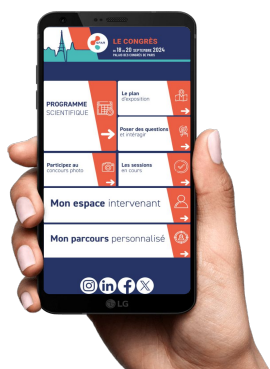 LE CONGRÈS
DU 18 AU 20 SEPTEMBRE 2024
PALAIS DES CONGRÈS DE PARIS
PROGRAMME
SCIENTIFIQUE
Le plan
d'exposition
Poser des questions
et intéragir
Participez au
concours photo
Les sessions
en cours
Mon espace intervenant
Mon parcours personnalisé
LG